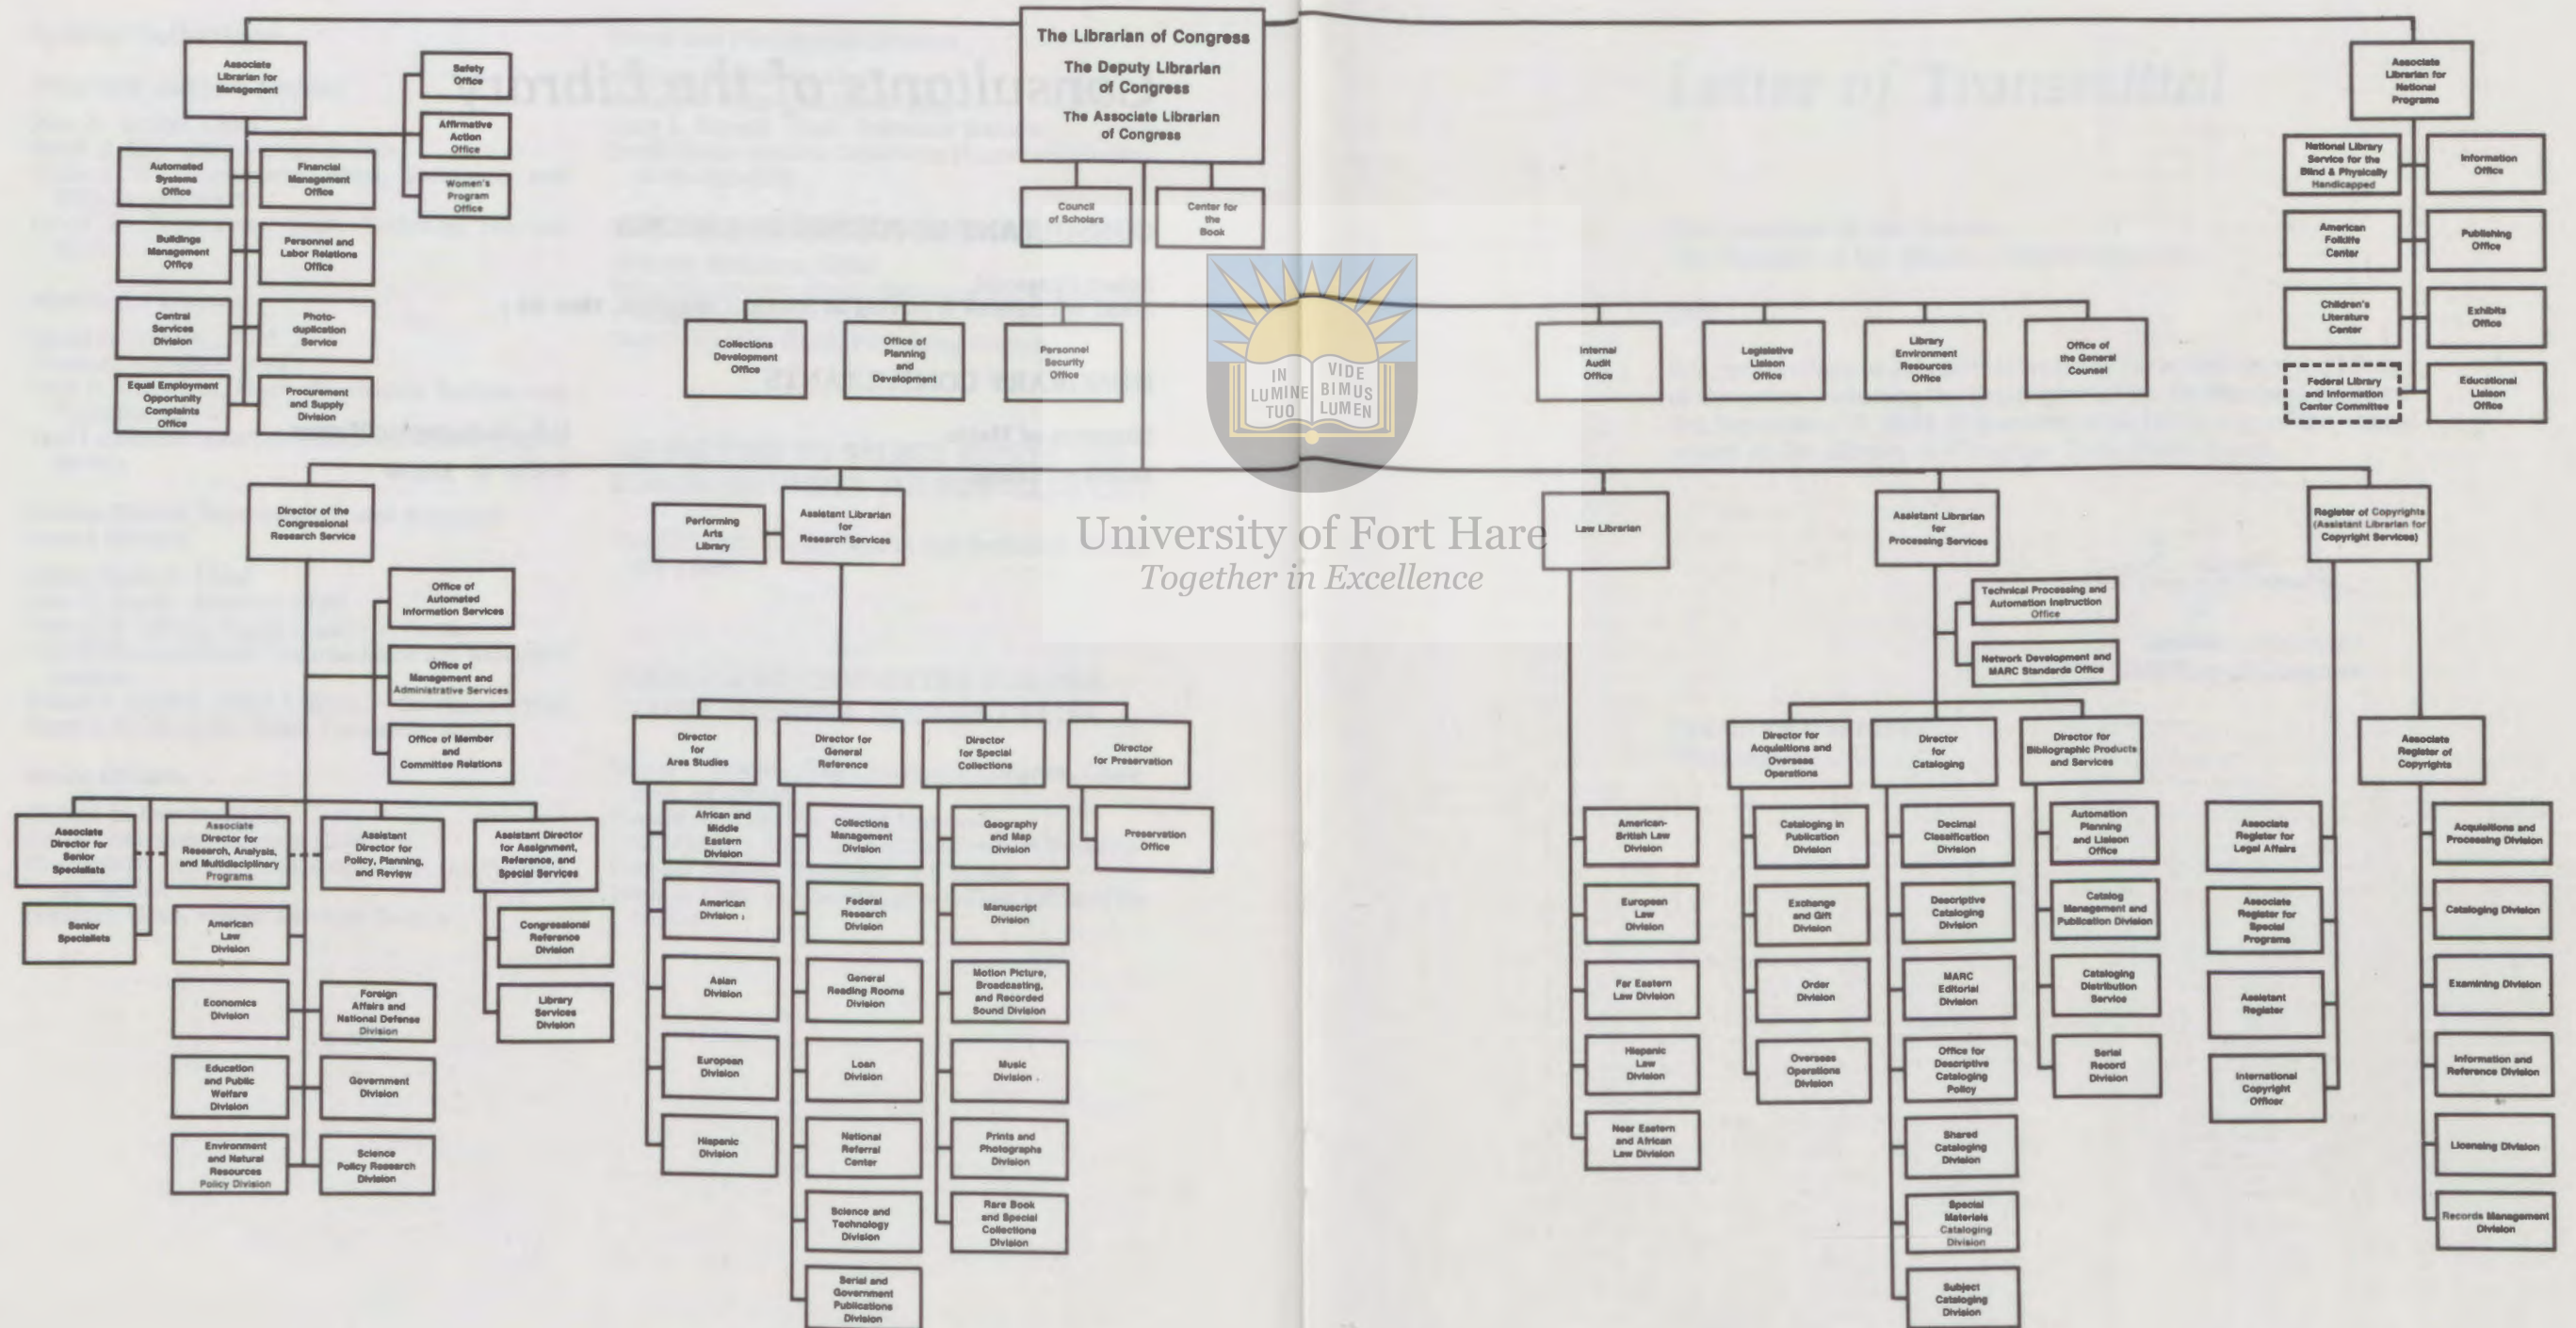 The Librarian of Congress
The Deputy Librarian
of Congress
The Associate Librarian
of Congress
Associate
Librarian for
Management
Safety
Office
Affirmative
Action
Office
Women's
Program
Office
Automated
Systems
Office
Financial
Management
Office
Buildings
Management
Office
Personnel and
Labor Relations
Office
Central
Services
Division
Photo-
duplication
Service
Equal Employment
Opportunity
Complaints
Office
Procurement
and Supply
Division
Council
of Scholars
Center for
the
Book
Associate
Librarian for
National
Programs
National Library
Service for the
Blind & Physically
Handicapped
Information
Office
American
Folklife
Center
Publishing
Office
Children's
Literature
Center
Exhibits
Office
Federal Library
and Information
Center Committee
Educational
Liaison
Office
Collections
Development
Office
Office of
Planning
and
Development
Personnel
Security
Office
Internal
Audit
Office
Legislative
Liaison
Office
Library
Environment
Resources
Office
Office of
the General
Counsel
IN
LUMINE
TUO
VIDE
BIMUS
LUMEN
University of Fort Hare
Together in Excellence
Director of the
Congressional
Research Service
Office of
Automated
Information Services
Office of
Management and
Administrative Services
Office of Member
and
Committee Relations
Associate
Director for
Senior
Specialists
Associate
Director for
Research, Analysis,
and Multidisciplinary
Programs
Assistant
Director for
Policy, Planning,
and Review
Assistant Director
for Assignment,
Reference, and
Special Services
Senior
Specialists
American
Law
Division
Congressional
Reference
Division
Economics
Division
Foreign
Affairs and
National Defense
Division
Library
Services
Division
Education
and Public
Welfare
Division
Government
Division
Environment
and Natural
Resources
Policy Division
Science
Policy Research
Division
Performing
Arts
Library
Assistant Librarian
for
Research Services
Director
for
Area Studies
African and
Middle
Eastern
Division
American
Division
Asian
Division
European
Division
Hispanic
Division
Director for
General
Reference
Collections
Management
Division
Federal
Research
Division
General
Reading Rooms
Division
Loan
Division
National
Referral
Center
Science and
Technology
Division
Serial and
Government
Publications
Division
Director
for Special
Collections
Geography
and Map
Division
Manuscript
Division
Motion Picture,
Broadcasting,
and Recorded
Sound Division
Music
Division
Prints and
Photographs
Division
Rare Book
and Special
Collections
Division
Director
for Preservation
Preservation
Office
Law Librarian
American-
British Law
Division
European
Law
Division
Far Eastern
Law Division
Hispanic
Law
Division
Near Eastern
and African
Law Division
Assistant Librarian
for
Processing Services
Technical Processing and
Automation Instruction
Office
Network Development and
MARC Standards Office
Director for
Acquisitions and
Overseas
Operations
Cataloging in
Publication
Division
Exchange
and Gift
Division
Order
Division
Overseas
Operations
Division
Director
for
Cataloging
Decimal
Classification
Division
Descriptive
Cataloging
Division
MARC
Editorial
Division
Office for
Descriptive
Cataloging
Policy
Shared
Cataloging
Division
Special
Materials
Cataloging
Division
Subject
Cataloging
Division
Director for
Bibliographic Products
and Services
Automation
Planning
and Liaison
Office
Catalog
Management and
Publication Division
Cataloging
Distribution
Service
Serial
Record
Division
Register of Copyrights
(Assistant Librarian for
Copyright Services)
Associate
Register for
Legal Affairs
Associate
Register for
Special
Programs
Assistant
Register
International
Copyright
Officer
Associate
Register of
Copyrights
Acquisitions and
Processing Division
Cataloging Division
Examining Division
Information and
Reference Division
Licensing Division
Records Management
Division